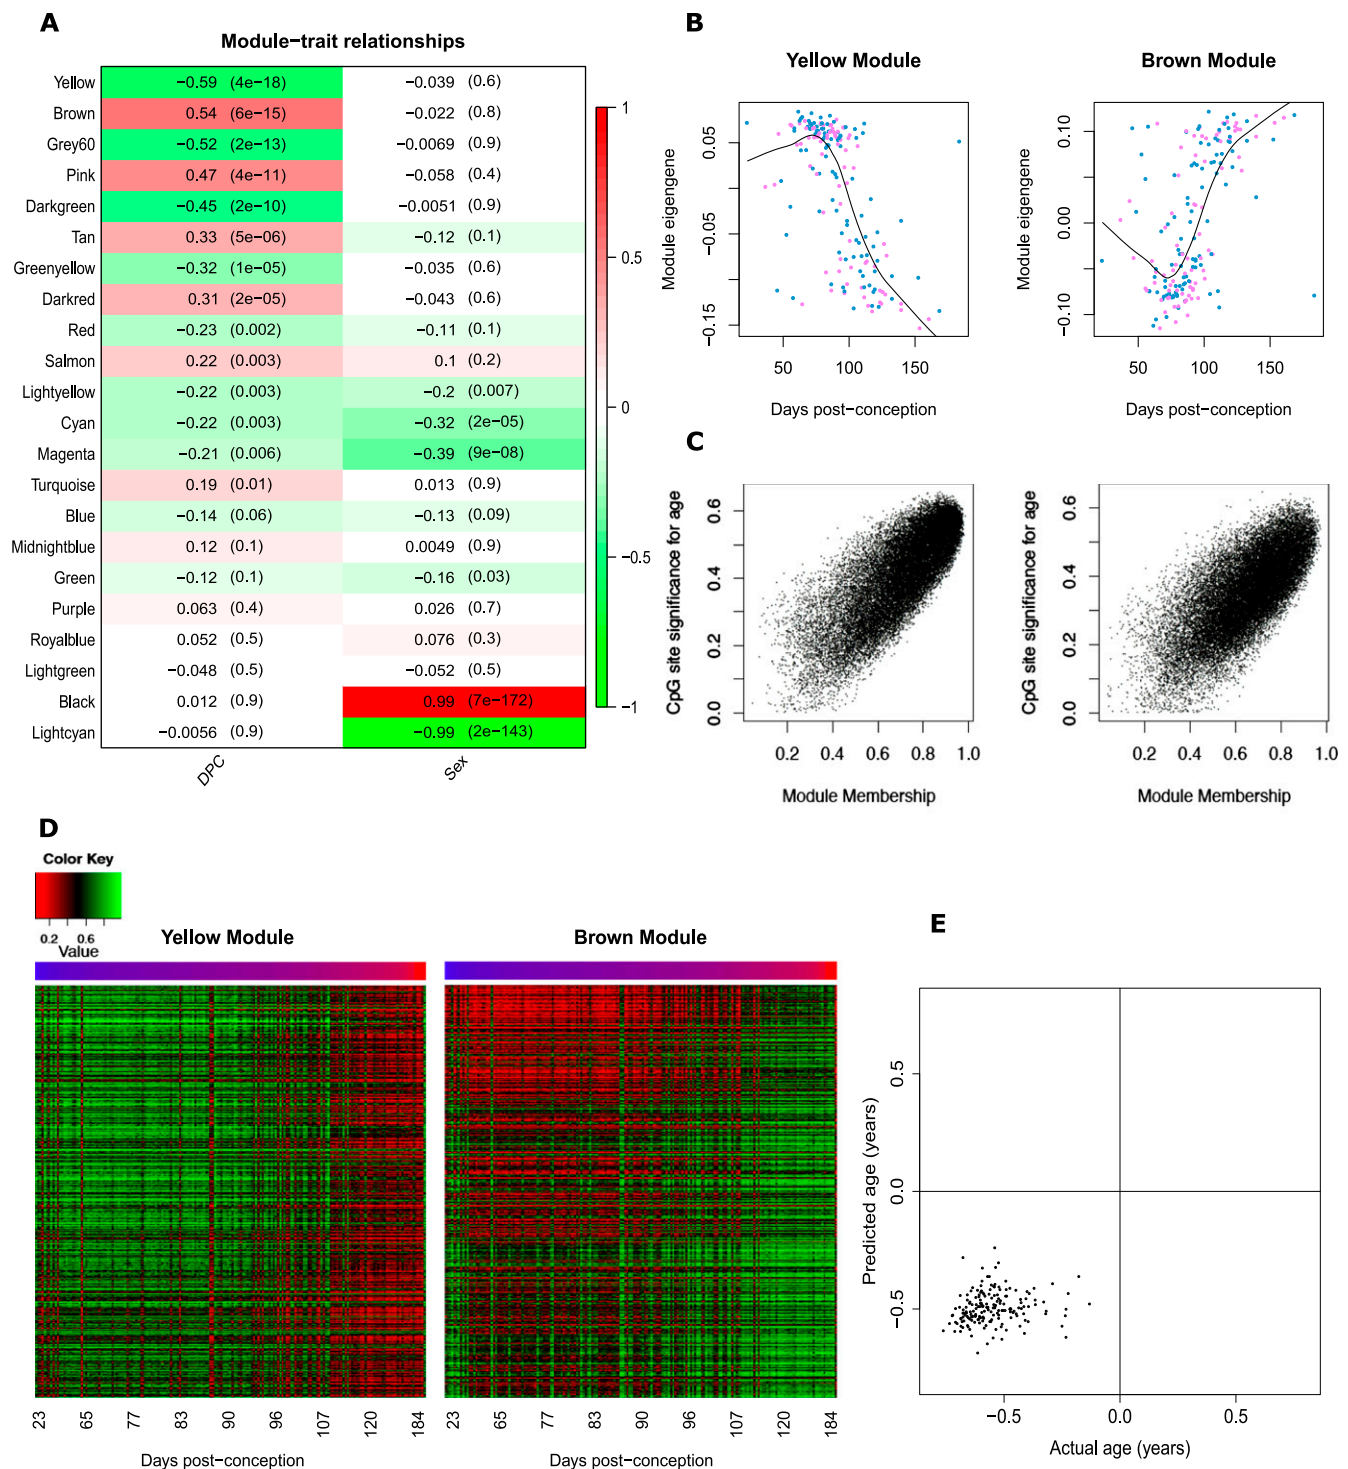 A
Module−trait relationships
Yellow −0.59 (4e−18) −0.039 (0.6)
Brown 0.54 (6e−15) −0.022 (0.8)
Grey60 −0.52 (2e−13) −0.0069 (0.9)
Pink 0.47 (4e−11) −0.058 (0.4)
Darkgreen −0.45 (2e−10) −0.0051 (0.9)
Tan 0.33 (5e−06) −0.12 (0.1)
Greenyellow −0.32 (1e−05) −0.035 (0.6)
Darkred 0.31 (2e−05) −0.043 (0.6)
Red −0.23 (0.002) −0.11 (0.1)
Salmon 0.22 (0.003) 0.1 (0.2)
Lightyellow −0.22 (0.003) −0.2 (0.007)
Cyan −0.22 (0.003) −0.32 (2e−05)
Magenta −0.21 (0.006) −0.39 (9e−08)
Turquoise 0.19 (0.01) 0.013 (0.9)
Blue −0.14 (0.06) −0.13 (0.09)
Midnightblue 0.12 (0.1) 0.0049 (0.9)
Green −0.12 (0.1) −0.16 (0.03)
Purple 0.063 (0.4) 0.026 (0.7)
Royalblue 0.052 (0.5) 0.076 (0.3)
Lightgreen −0.048 (0.5) −0.052 (0.5)
Black 0.012 (0.9) 0.99 (7e−172)
Lightcyan −0.0056 (0.9) −0.99 (2e−143)
DPC Sex
1
0.5
0
−0.5
−1
B
Yellow Module
Module eigengene
0.05
−0.05
−0.15
50 100 150
Days post−conception
Brown Module
Module eigengene
0.10
0.00
−0.10
50 100 150
Days post−conception
C
CpG site significance for age
0.6
0.4
0.2
0.0
0.2 0.4 0.6 0.8 1.0
Module Membership
CpG site significance for age
0.6
0.4
0.2
0.0
0.2 0.4 0.6 0.8 1.0
Module Membership
D
Color Key
0.2 0.6
Value
Yellow Module
23 65 77 83 90 96 107 120 184
Days post−conception
Brown Module
23 65 77 83 90 96 107 120 184
Days post−conception
E
Predicted age (years)
0.5
0.0
−0.5
−0.5 0.0 0.5
Actual age (years)